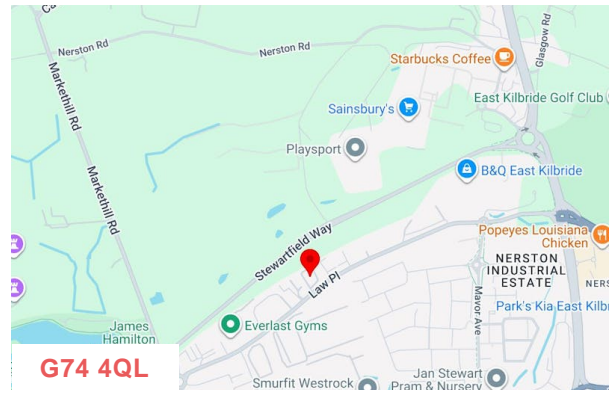 Nerston Rd
Nerston Rd
Glasgow Rd
Starbucks Coffee
Markethill Rd
East Kilbride Golf Club
Sainsbury's
Playsport
B&Q East Kilbride
Markethill Rd
Stewartfield Way
Popeyes Louisiana
Chicken
NERSTON
INDUSTRIAL
ESTATE
Law Pl
Mavor Ave
Park's Kia East Kilbr
James
Hamilton
Everlast Gyms
G74 4QL
Smurfit Westrock
Jan Stewart
Pram & Nursery